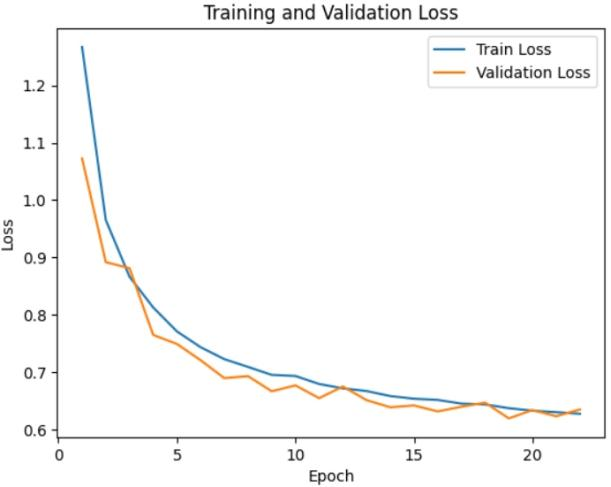 Training and Validation Loss
Train Loss
Validation Loss
Loss
1.2
1.1
1.0
0.9
0.8
0.7
0.6
0 5 10 15 20
Epoch